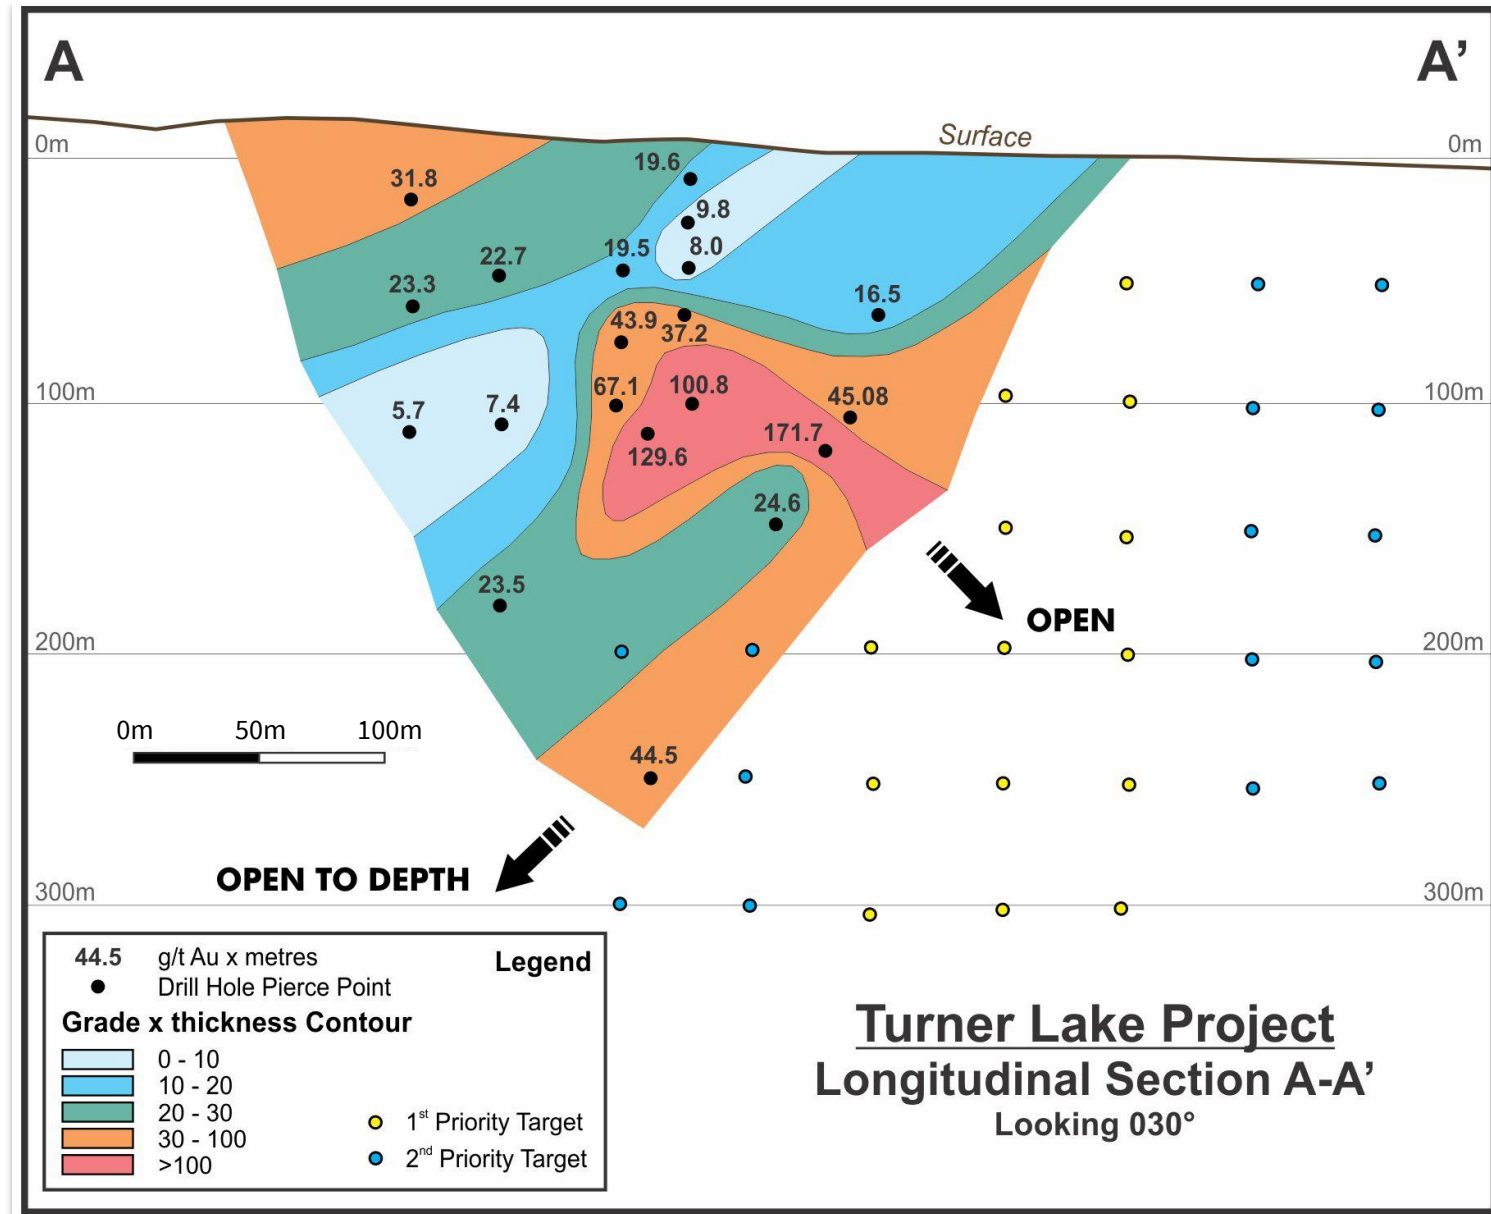 A A’
Surface
0m 0m
19.6
31.8
9.8
19.5 8.0
22.7
23.3 16.5
43.9 37.2
100m 67.1 100.8 45.08 100m
5.7 7.4
171.7
129.6
24.6
23.5
OPEN
200m 200m
0m 50m 100m
44.5
OPEN TO DEPTH
300m 300m
44.5 g/t Au x metres Legend
Drill Hole Pierce Point
Grade x thickness Contour
0 - 10
10 - 20
20 - 30
30 - 100
>100
1st Priority Target
2nd Priority Target
Turner Lake Project
Longitudinal Section A-A’
Looking 030°